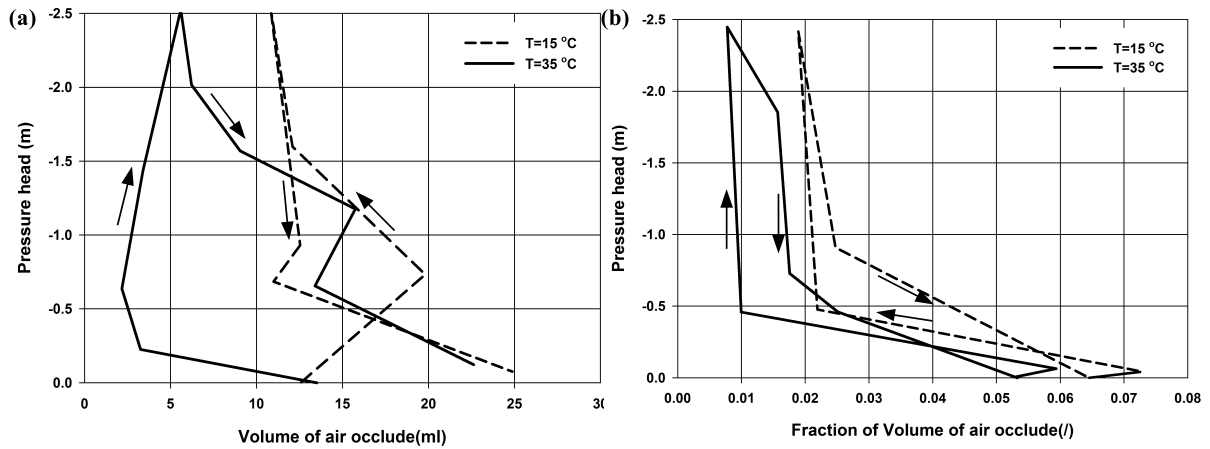 (a)
-2.5
-2.0
-1.5
-1.0
-0.5
0.0
Pressure head (m)
T=15 °C
T=35 °C
0 5 10 15 20 25 30
Volume of air occlude(ml)
(b)
-2.5
-2.0
-1.5
-1.0
-0.5
0.0
Pressure head (m)
T=15 °C
T=35 °C
0.00 0.01 0.02 0.03 0.04 0.05 0.06 0.07 0.08
Fraction of Volume of air occlude(/)